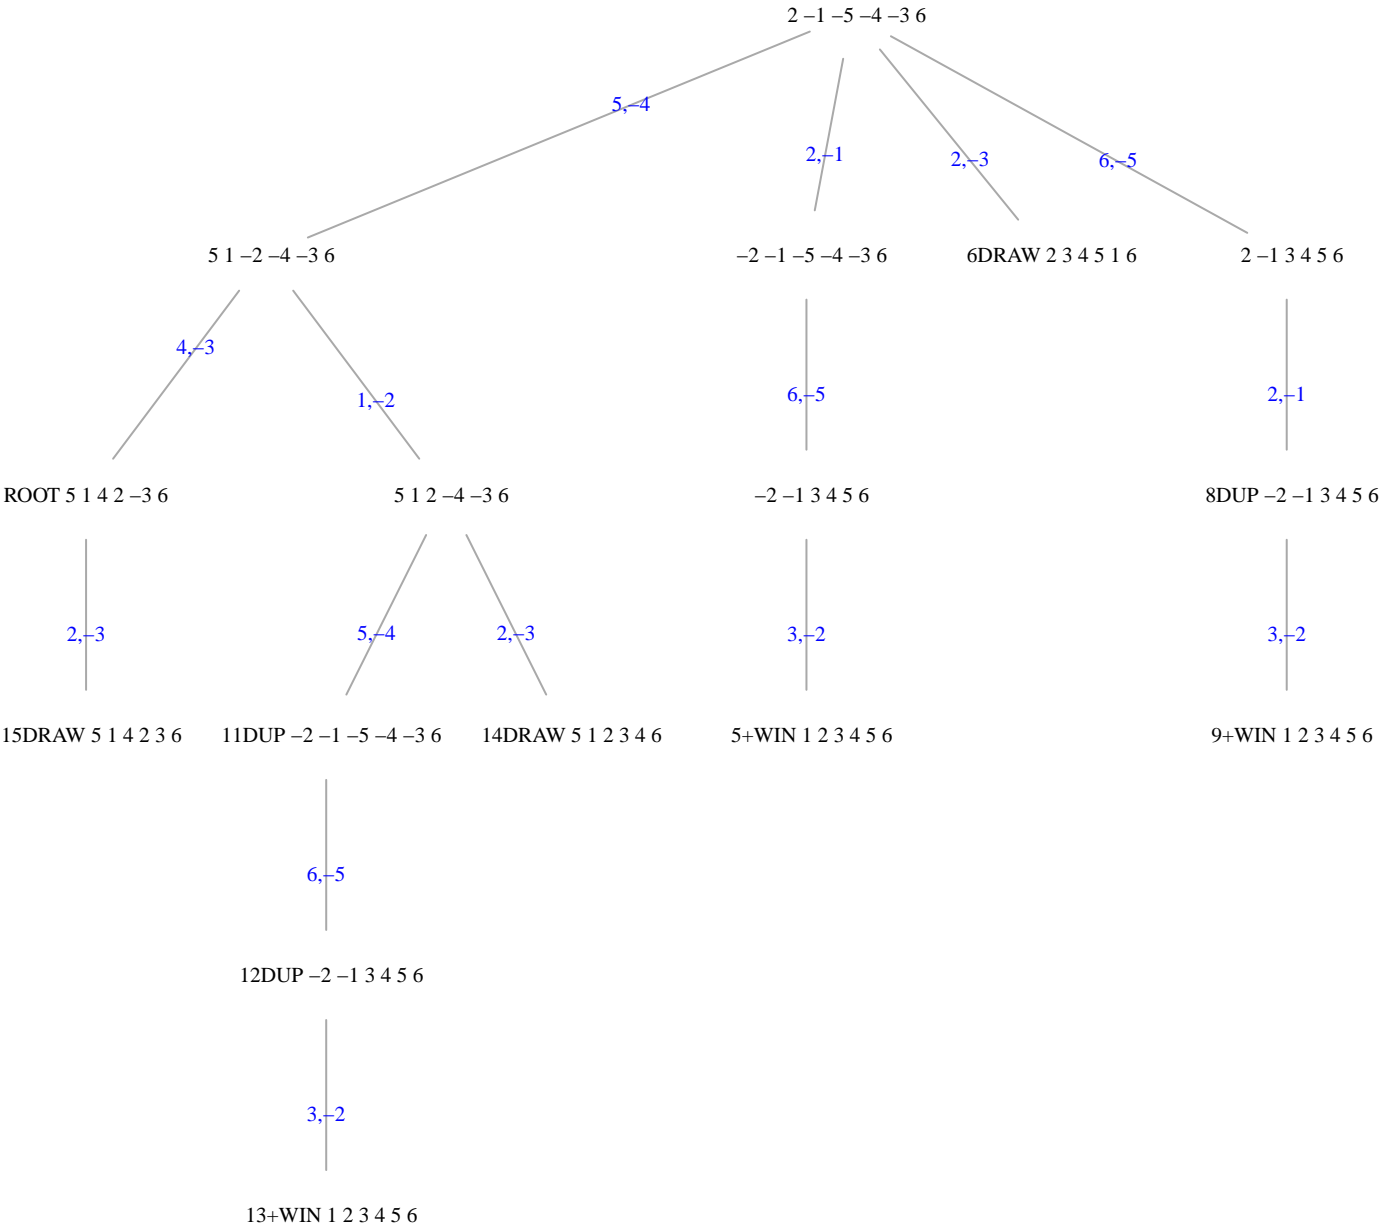 2 –1 –5 –4 –3 6
5,–4
2,–1
2,–3
6,–5
5 1 –2 –4 –3 6
–2 –1 –5 –4 –3 6
6DRAW 2 3 4 5 1 6
2 –1 3 4 5 6
4,–3
1,–2
6,–5
2,–1
ROOT 5 1 4 2 –3 6
5 1 2 –4 –3 6
–2 –1 3 4 5 6
8DUP –2 –1 3 4 5 6
2,–3
5,–4
2,–3
3,–2
3,–2
15DRAW 5 1 4 2 3 6
11DUP –2 –1 –5 –4 –3 6
14DRAW 5 1 2 3 4 6
5+WIN 1 2 3 4 5 6
9+WIN 1 2 3 4 5 6
6,–5
12DUP –2 –1 3 4 5 6
3,–2
13+WIN 1 2 3 4 5 6